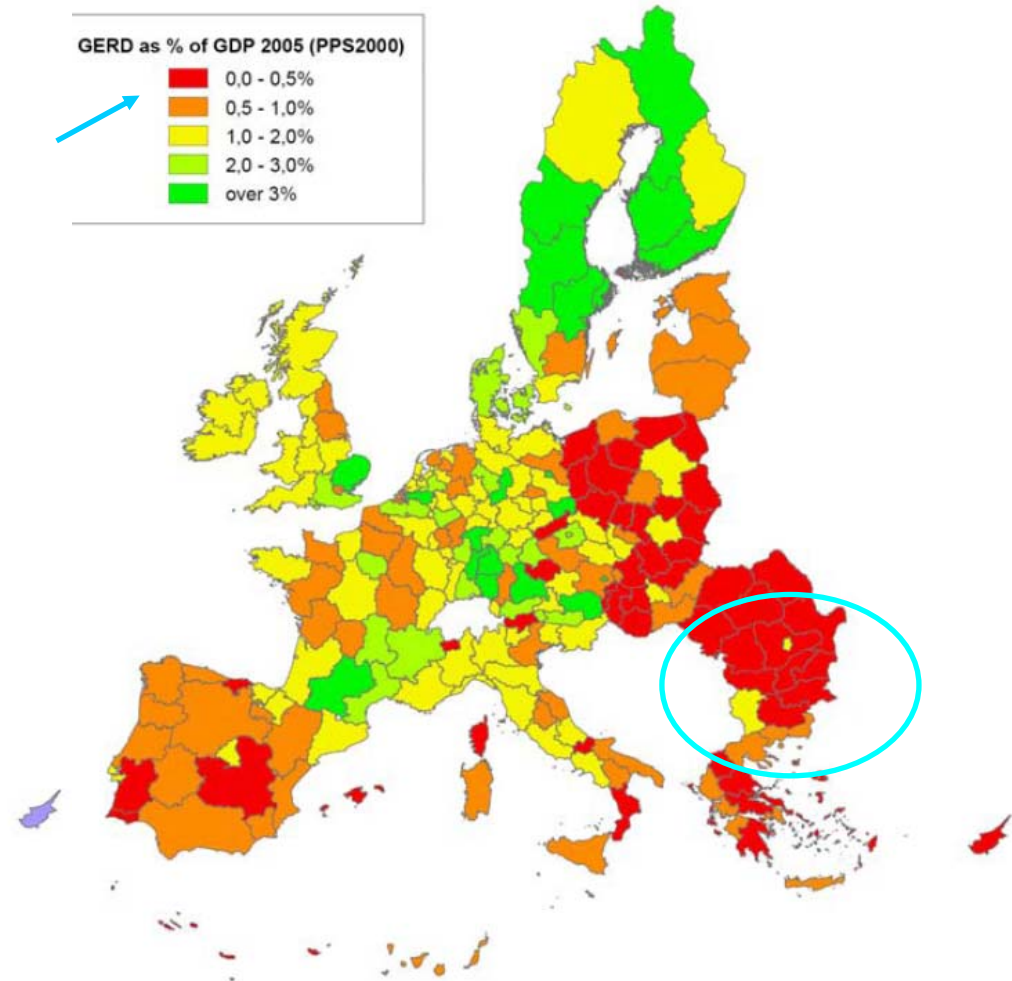 GERD as % of GDP 2005 (PPS2000)
0,0 - 0,5%
0,5 - 1,0%
1,0 - 2,0%
2,0 - 3,0%
over 3%